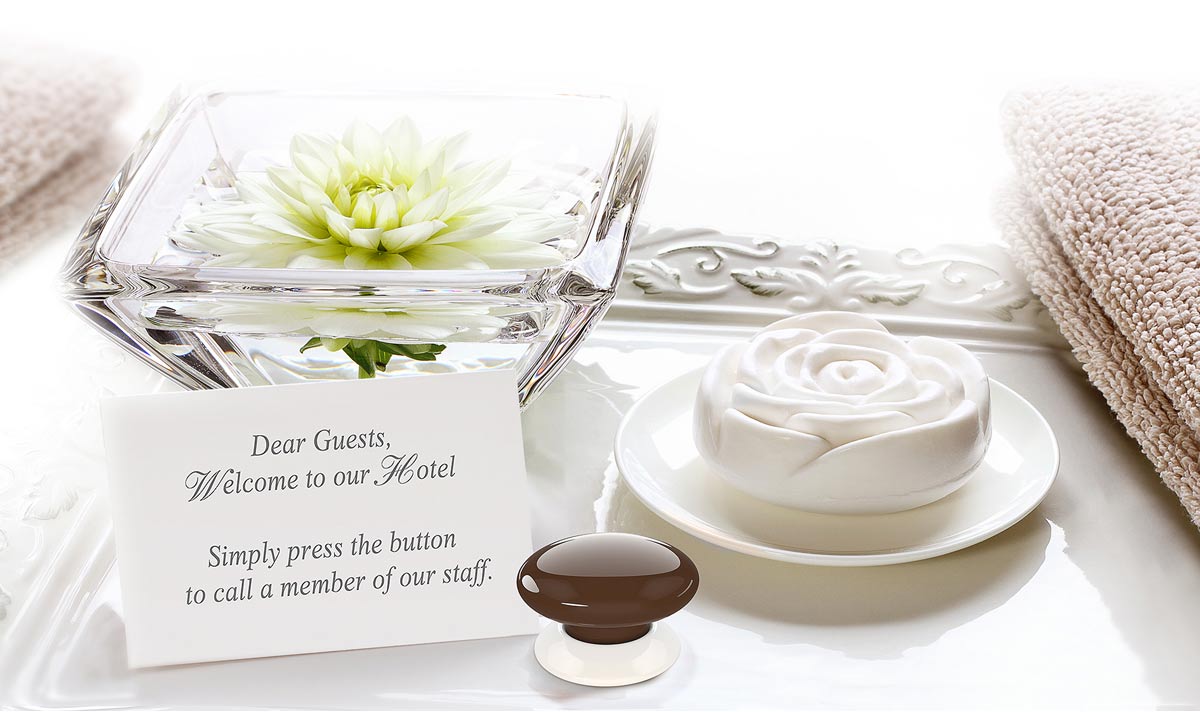 Dear Guests,
Welcome to our Hotel
Simply press the button
to call a member of our staff.